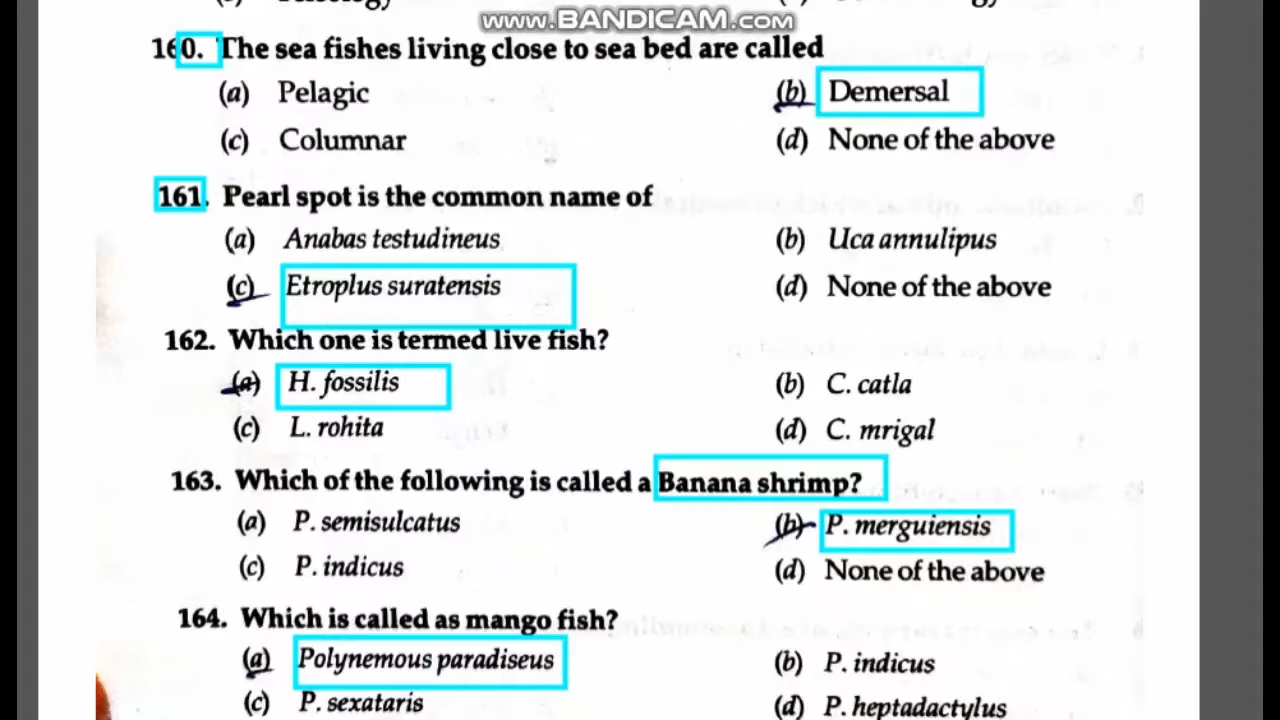 www.BANDICAM.com
160. The sea fishes living close to sea bed are called
(a) Pelagic (b) Demersal
(c) Columnar (d) None of the above
161. Pearl spot is the common name of
(a) Anabas testudineus (b) Uca annulipus
(c) Etroplus suratensis (d) None of the above
162. Which one is termed live fish?
(a) H. fossilis (b) C. catla
(c) L. rohita (d) C. mrigal
163. Which of the following is called a Banana shrimp?
(a) P. semisulcatus (b) P. merguiensis
(c) P. indicus (d) None of the above
164. Which is called as mango fish?
(a) Polynemous paradiseus (b) P. indicus
(c) P. sexataris (d) P. heptadactylus